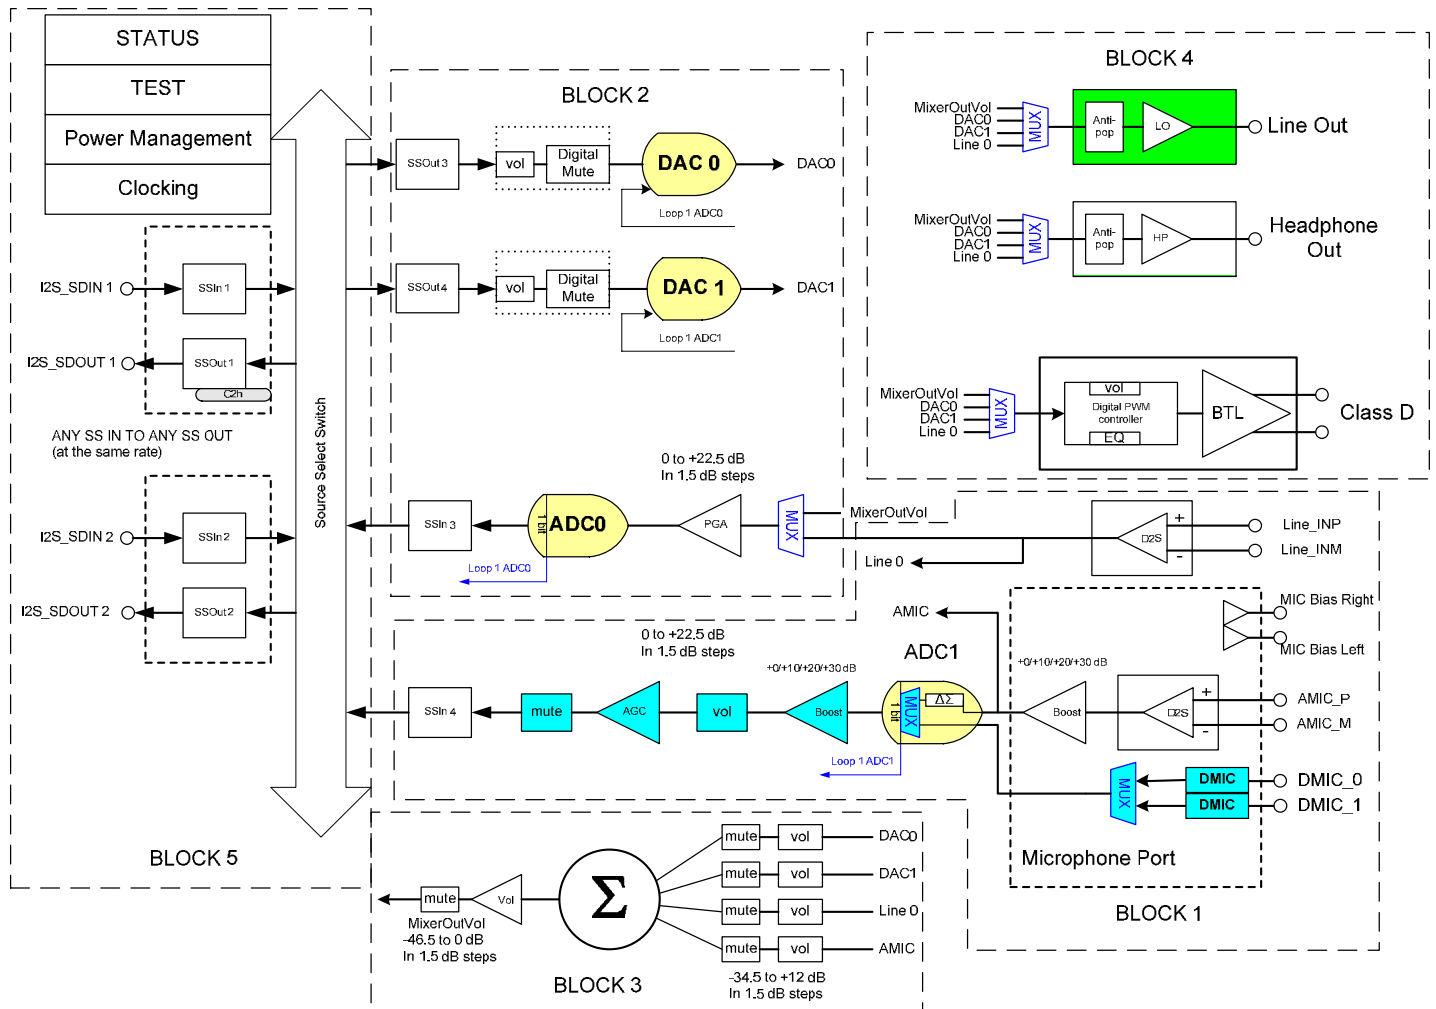 STATUS
TEST
Power Management
Clocking
I2S_SDIN 1
SSIn 1
I2S_SDOUT 1
SSOut 1
C2h
ANY SS IN TO ANY SS OUT
(at the same rate)
I2S_SDIN 2
SSIn 2
I2S_SDOUT 2
SSOut 2
BLOCK 5
Source Select Switch
BLOCK 2
SSOut 3
vol
Digital
Mute
DAC 0
DAC0
Loop 1 ADC0
SSOut4
vol
Digital
Mute
DAC 1
DAC1
Loop 1 ADC1
0 to +22.5 dB
In 1.5 dB steps
SSIn 3
1 bit
ADC0
PGA
MUX
MixerOutVol
Loop 1 ADC0
Line 0
D2S
+
-
Line_INP
Line_INM
BLOCK 4
MixerOutVol
DAC0
DAC1
Line 0
MUX
Anti-
pop
LO
Line Out
MixerOutVol
DAC0
DAC1
Line 0
MUX
Anti-
pop
HP
Headphone
Out
MixerOutVol
DAC0
DAC1
Line 0
MUX
vol
Digital PWM
controller
EQ
BTL
Class D
AMIC
0 to +22.5 dB
In 1.5 dB steps
+0/+10/+20/+30 dB
ADC1
SSIn 4
mute
AGC
vol
Boost
1 bit
MUX
ΔΣ
Loop 1 ADC1
+0/+10/+20/+30 dB
Boost
D2S
+
-
MIC Bias Right
MIC Bias Left
AMIC_P
AMIC_M
MUX
DMIC
DMIC
DMIC_0
DMIC_1
Microphone Port
BLOCK 1
mute
Vol
MixerOutVol
-46.5 to 0 dB
In 1.5 dB steps
Σ
mute
vol
DAC0
mute
vol
DAC1
mute
vol
Line 0
mute
vol
AMIC
-34.5 to +12 dB
In 1.5 dB steps
BLOCK 3